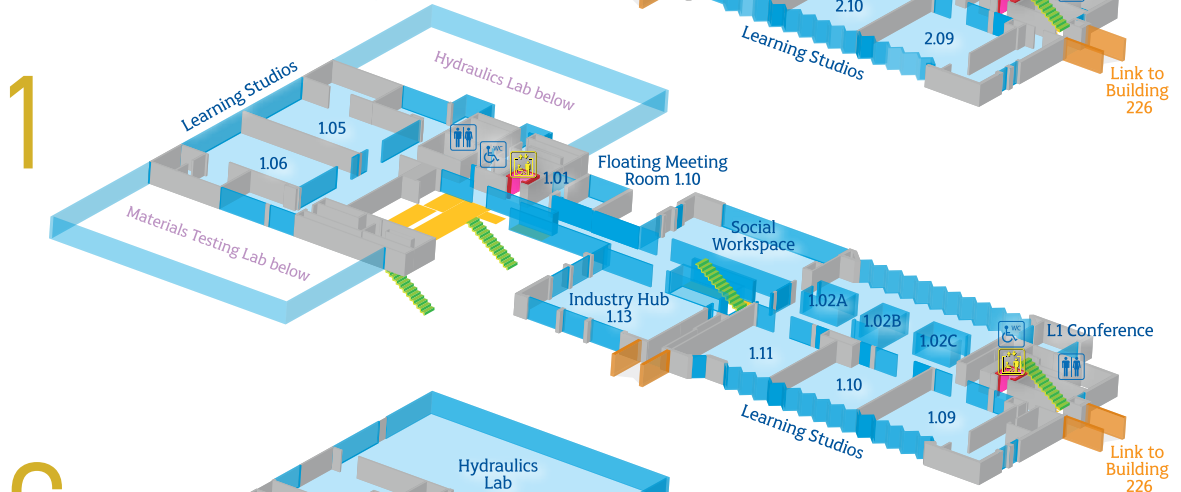 2.10
2.09
Learning Studios
Link to
Building
226
1
Learning Studios
Hydraulics Lab below
1.05
1.06
WC
1.01
Floating Meeting
Room 1.10
Materials Testing Lab below
Social
Workspace
Industry Hub
1.13
1.02A
1.02B
1.02C
WC
L1 Conference
1.11
1.10
1.09
Learning Studios
Link to
Building
226
Hydraulics
Lab